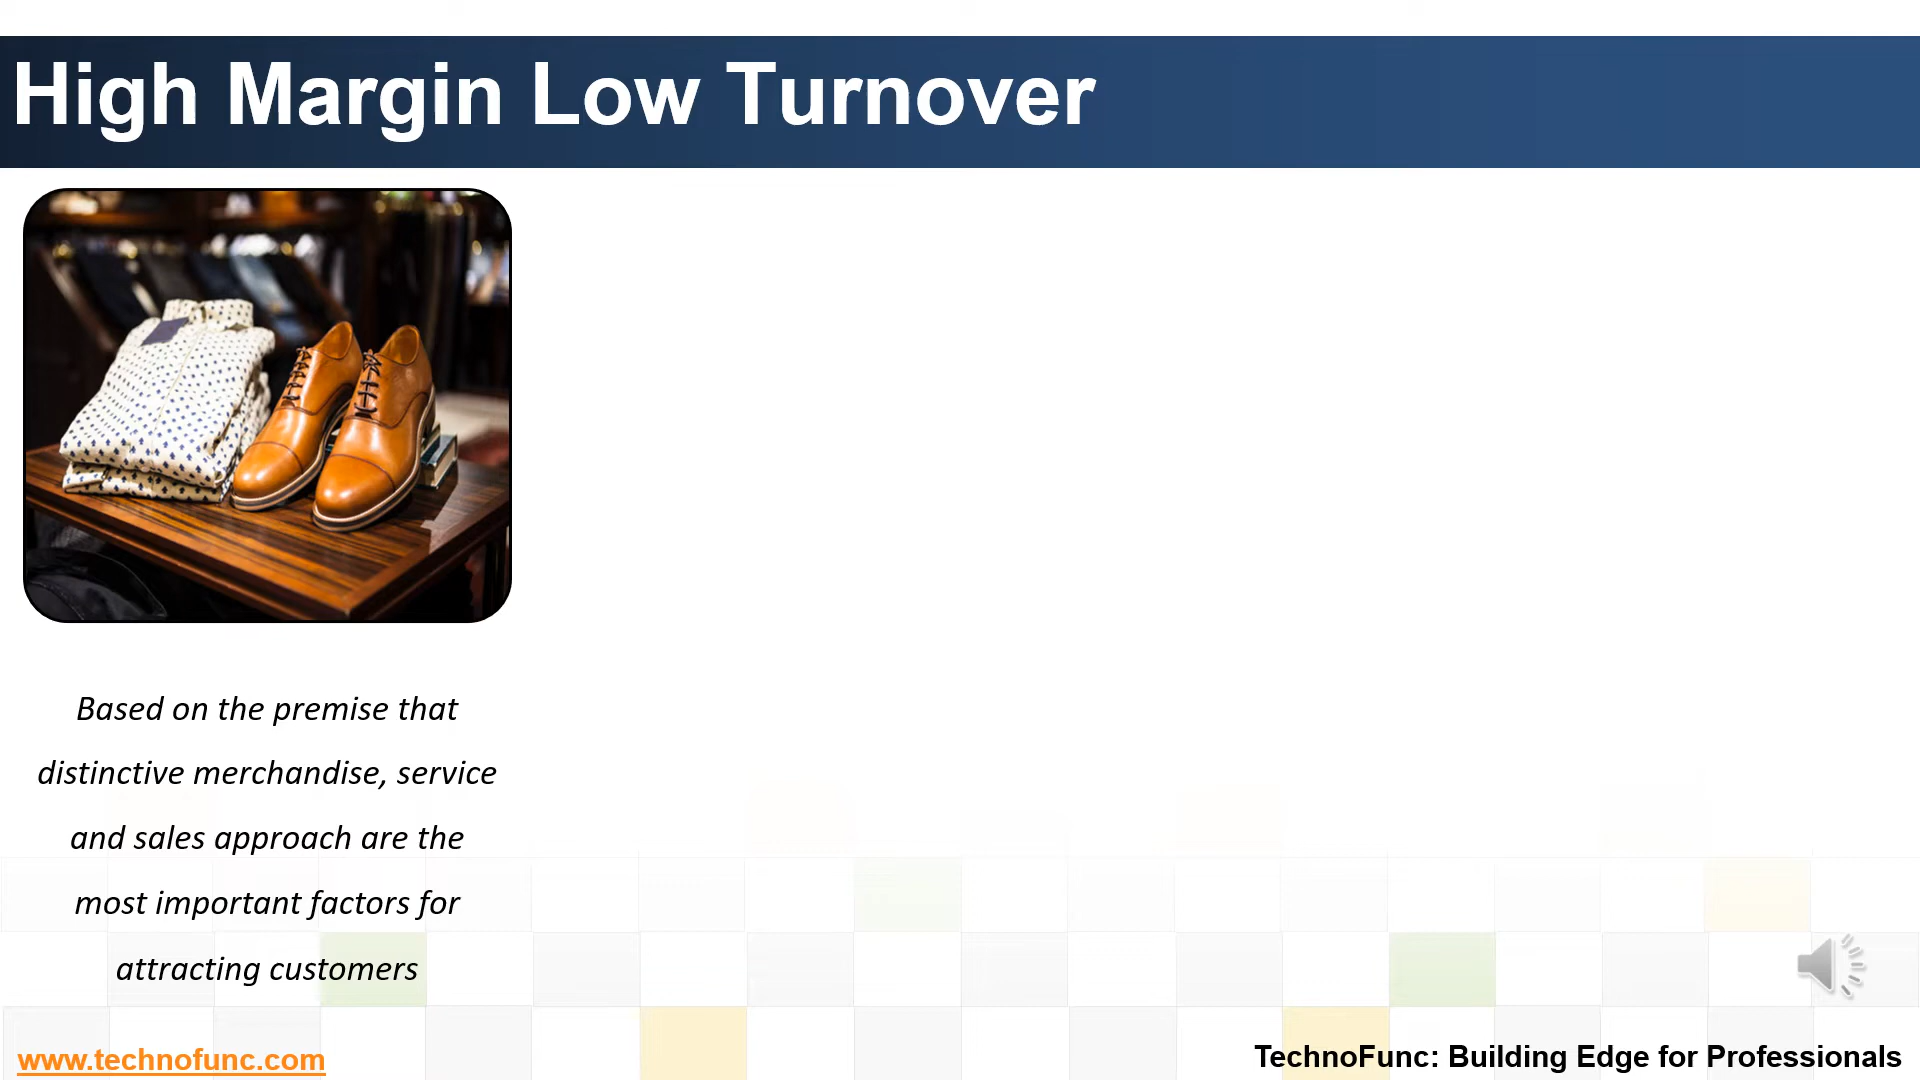 High Margin Low Turnover
Based on the premise that
distinctive merchandise, service
and sales approach are the
most important factors for
attracting customers
www.technofunc.com
TechnoFunc: Building Edge for Professionals